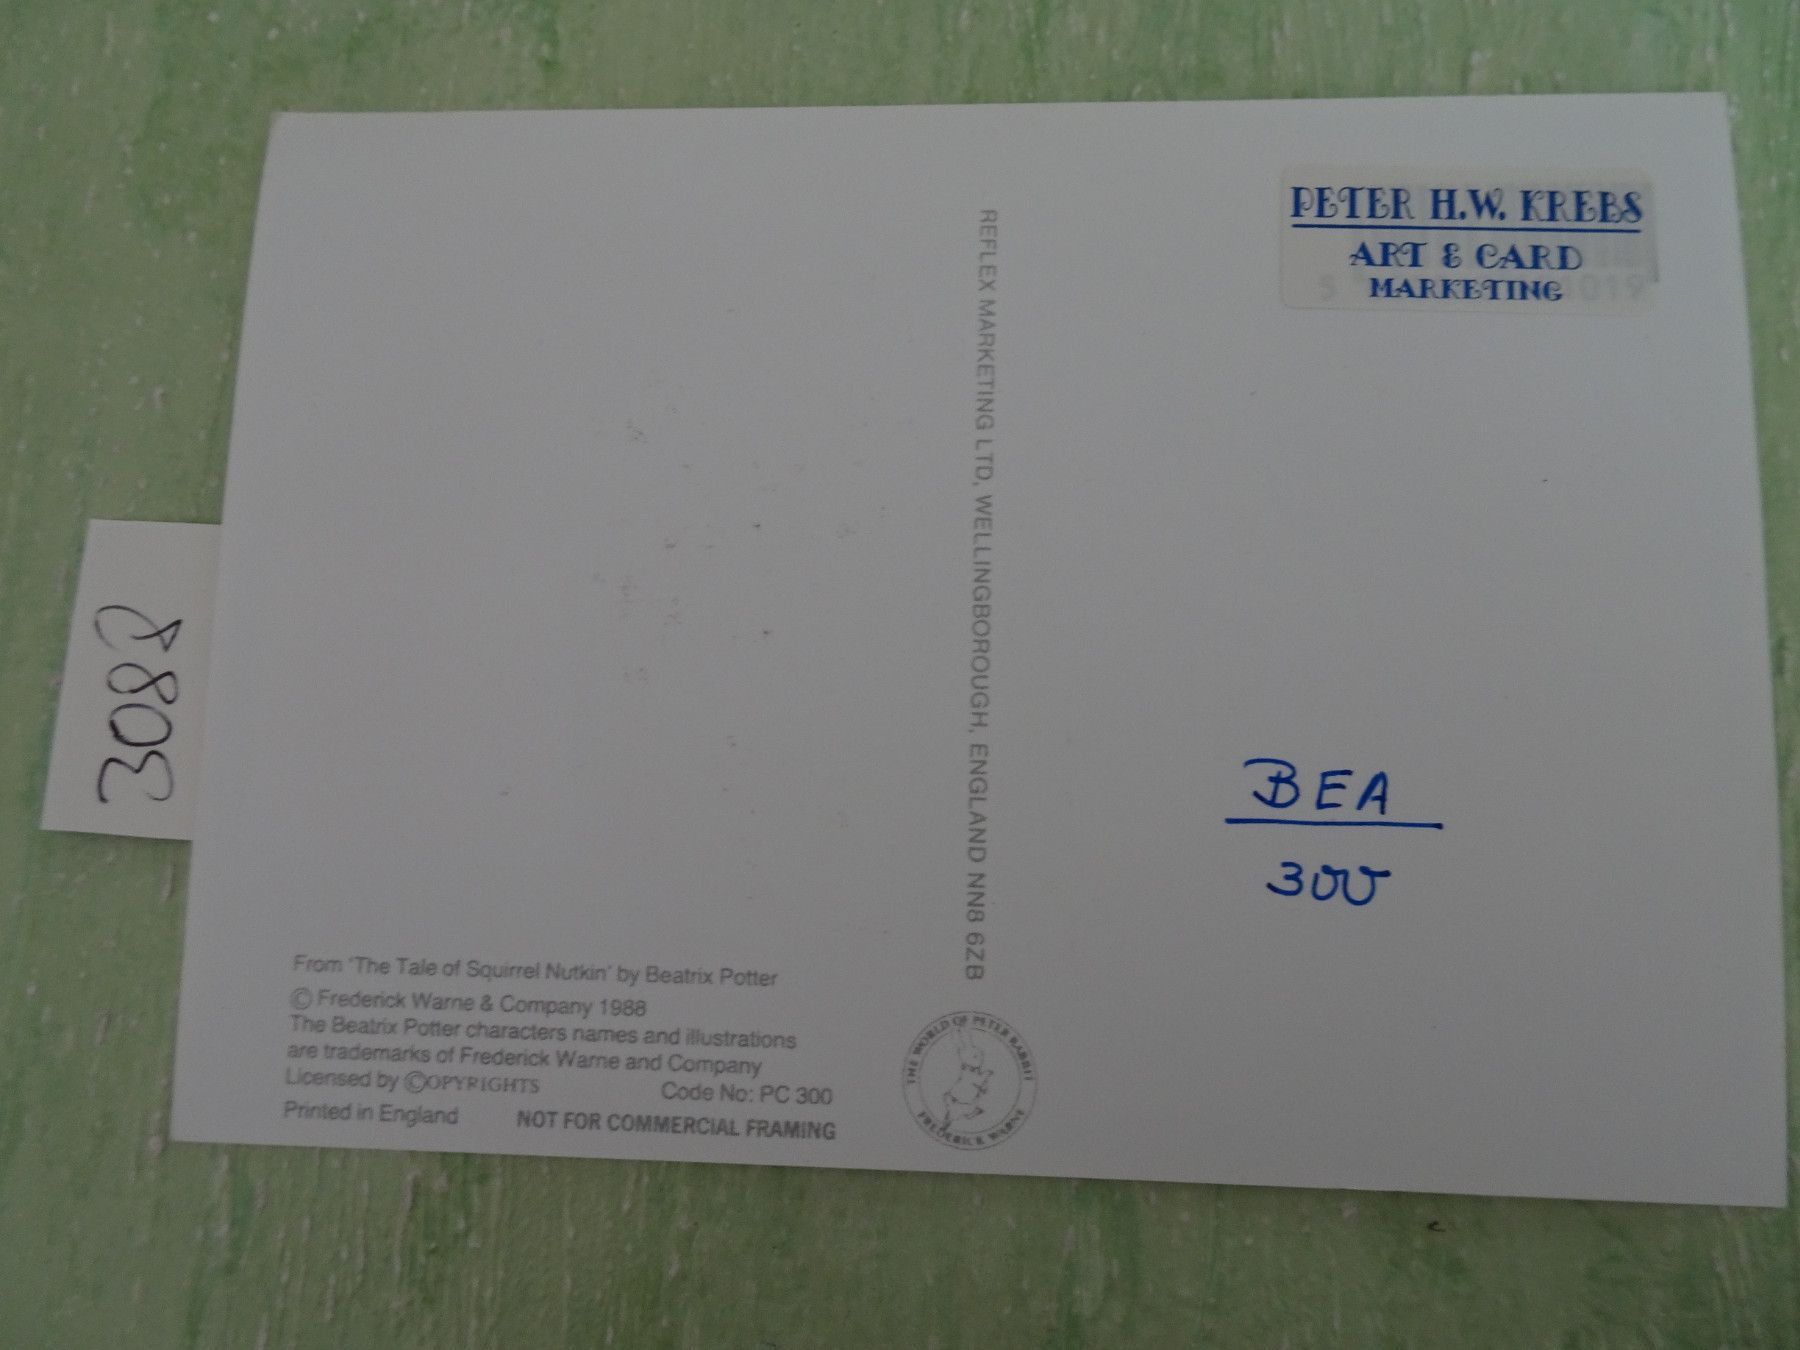 PETER H.W. KREBS
ART & CARD
MARKETING
REFLEX MARKETING LTD, WELLINGBOROUGH, ENGLAND NN8 6ZB
3088
BEA
300
From 'The Tale of Squirrel Nutkin' by Beatrix Potter
© Frederick Warne & Company 1988
The Beatrix Potter characters names and illustrations
are trademarks of Frederick Warne and Company
Licensed by ©OPYRIGHTS Code No: PC 300
Printed in England NOT FOR COMMERCIAL FRAMING
THE WORLD OF PETER RABBIT
FREDERICK WARNE